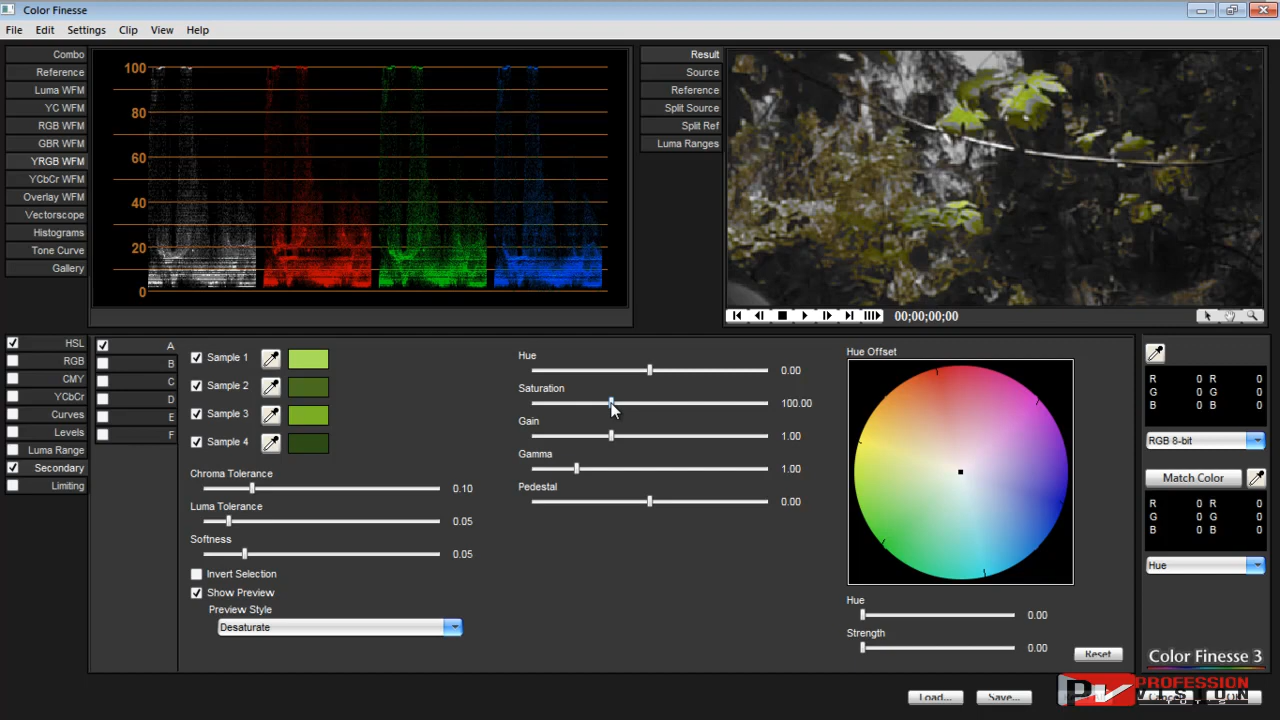 Color Finesse
File Edit Settings Clip View Help
Combo
Reference
Luma WFM
YC WFM
RGB WFM
GBR WFM
YRGB WFM
YCbCr WFM
Overlay WFM
Vectorscope
Histograms
Tone Curve
Gallery
100
80
60
40
20
0
Result
Source
Reference
Split Source
Split Ref
Luma Ranges
00;00;00;00
HSL
RGB
CMY
YCbCr
Curves
Levels
Luma Range
Secondary
Limiting
A
B
C
D
E
F
Sample 1
Sample 2
Sample 3
Sample 4
Chroma Tolerance
0.10
Luma Tolerance
0.05
Softness
0.05
Invert Selection
Show Preview
Preview Style
Desaturate
Hue
0.00
Saturation
100.00
Gain
1.00
Gamma
1.00
Pedestal
0.00
Hue Offset
Hue
0.00
Strength
0.00
Reset
R 0 R 0
G 0 G 0
B 0 B 0
RGB 8-bit
Match Color
R 0 R 0
G 0 G 0
B 0 B 0
Hue
Color Finesse 3
Load...
Save...
PV PROFESSION
VISION